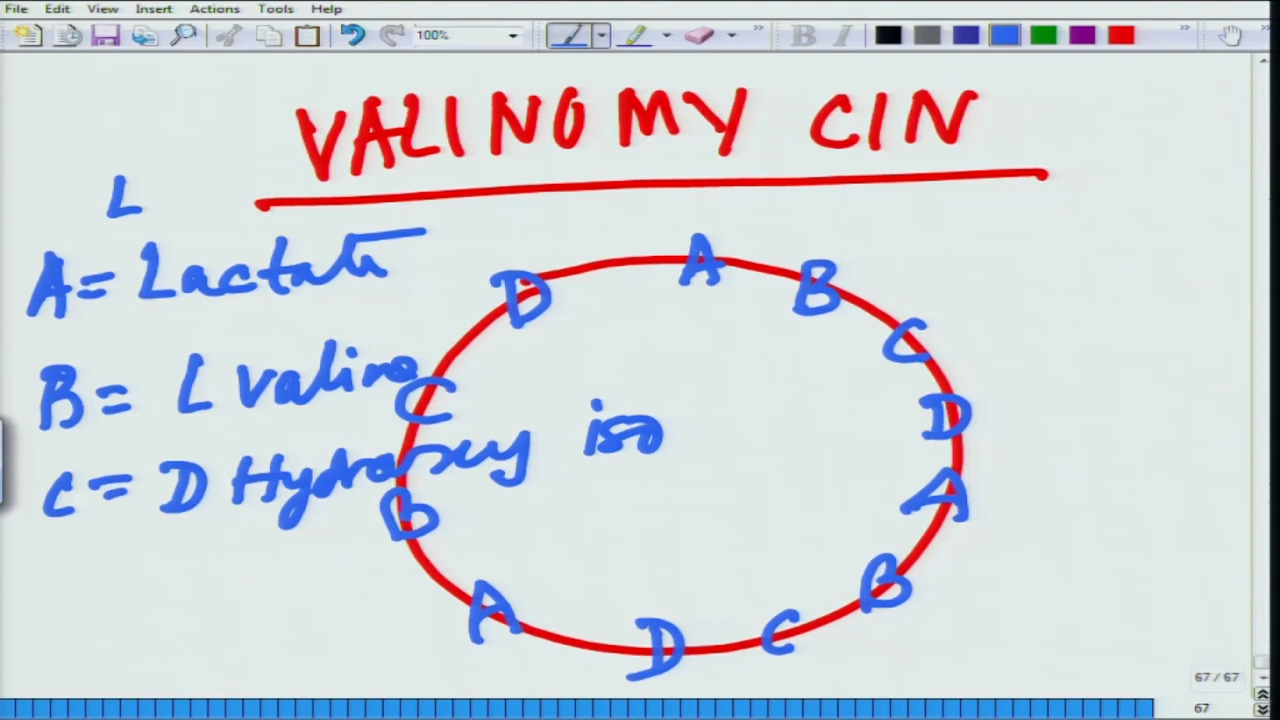 File Edit View Insert Actions Tools Help
100%
VALINOMYCIN
L
A = Lactate
B = L valine
C = D Hydroxy iso
D A B C D A B C D A B C
67 / 67
67